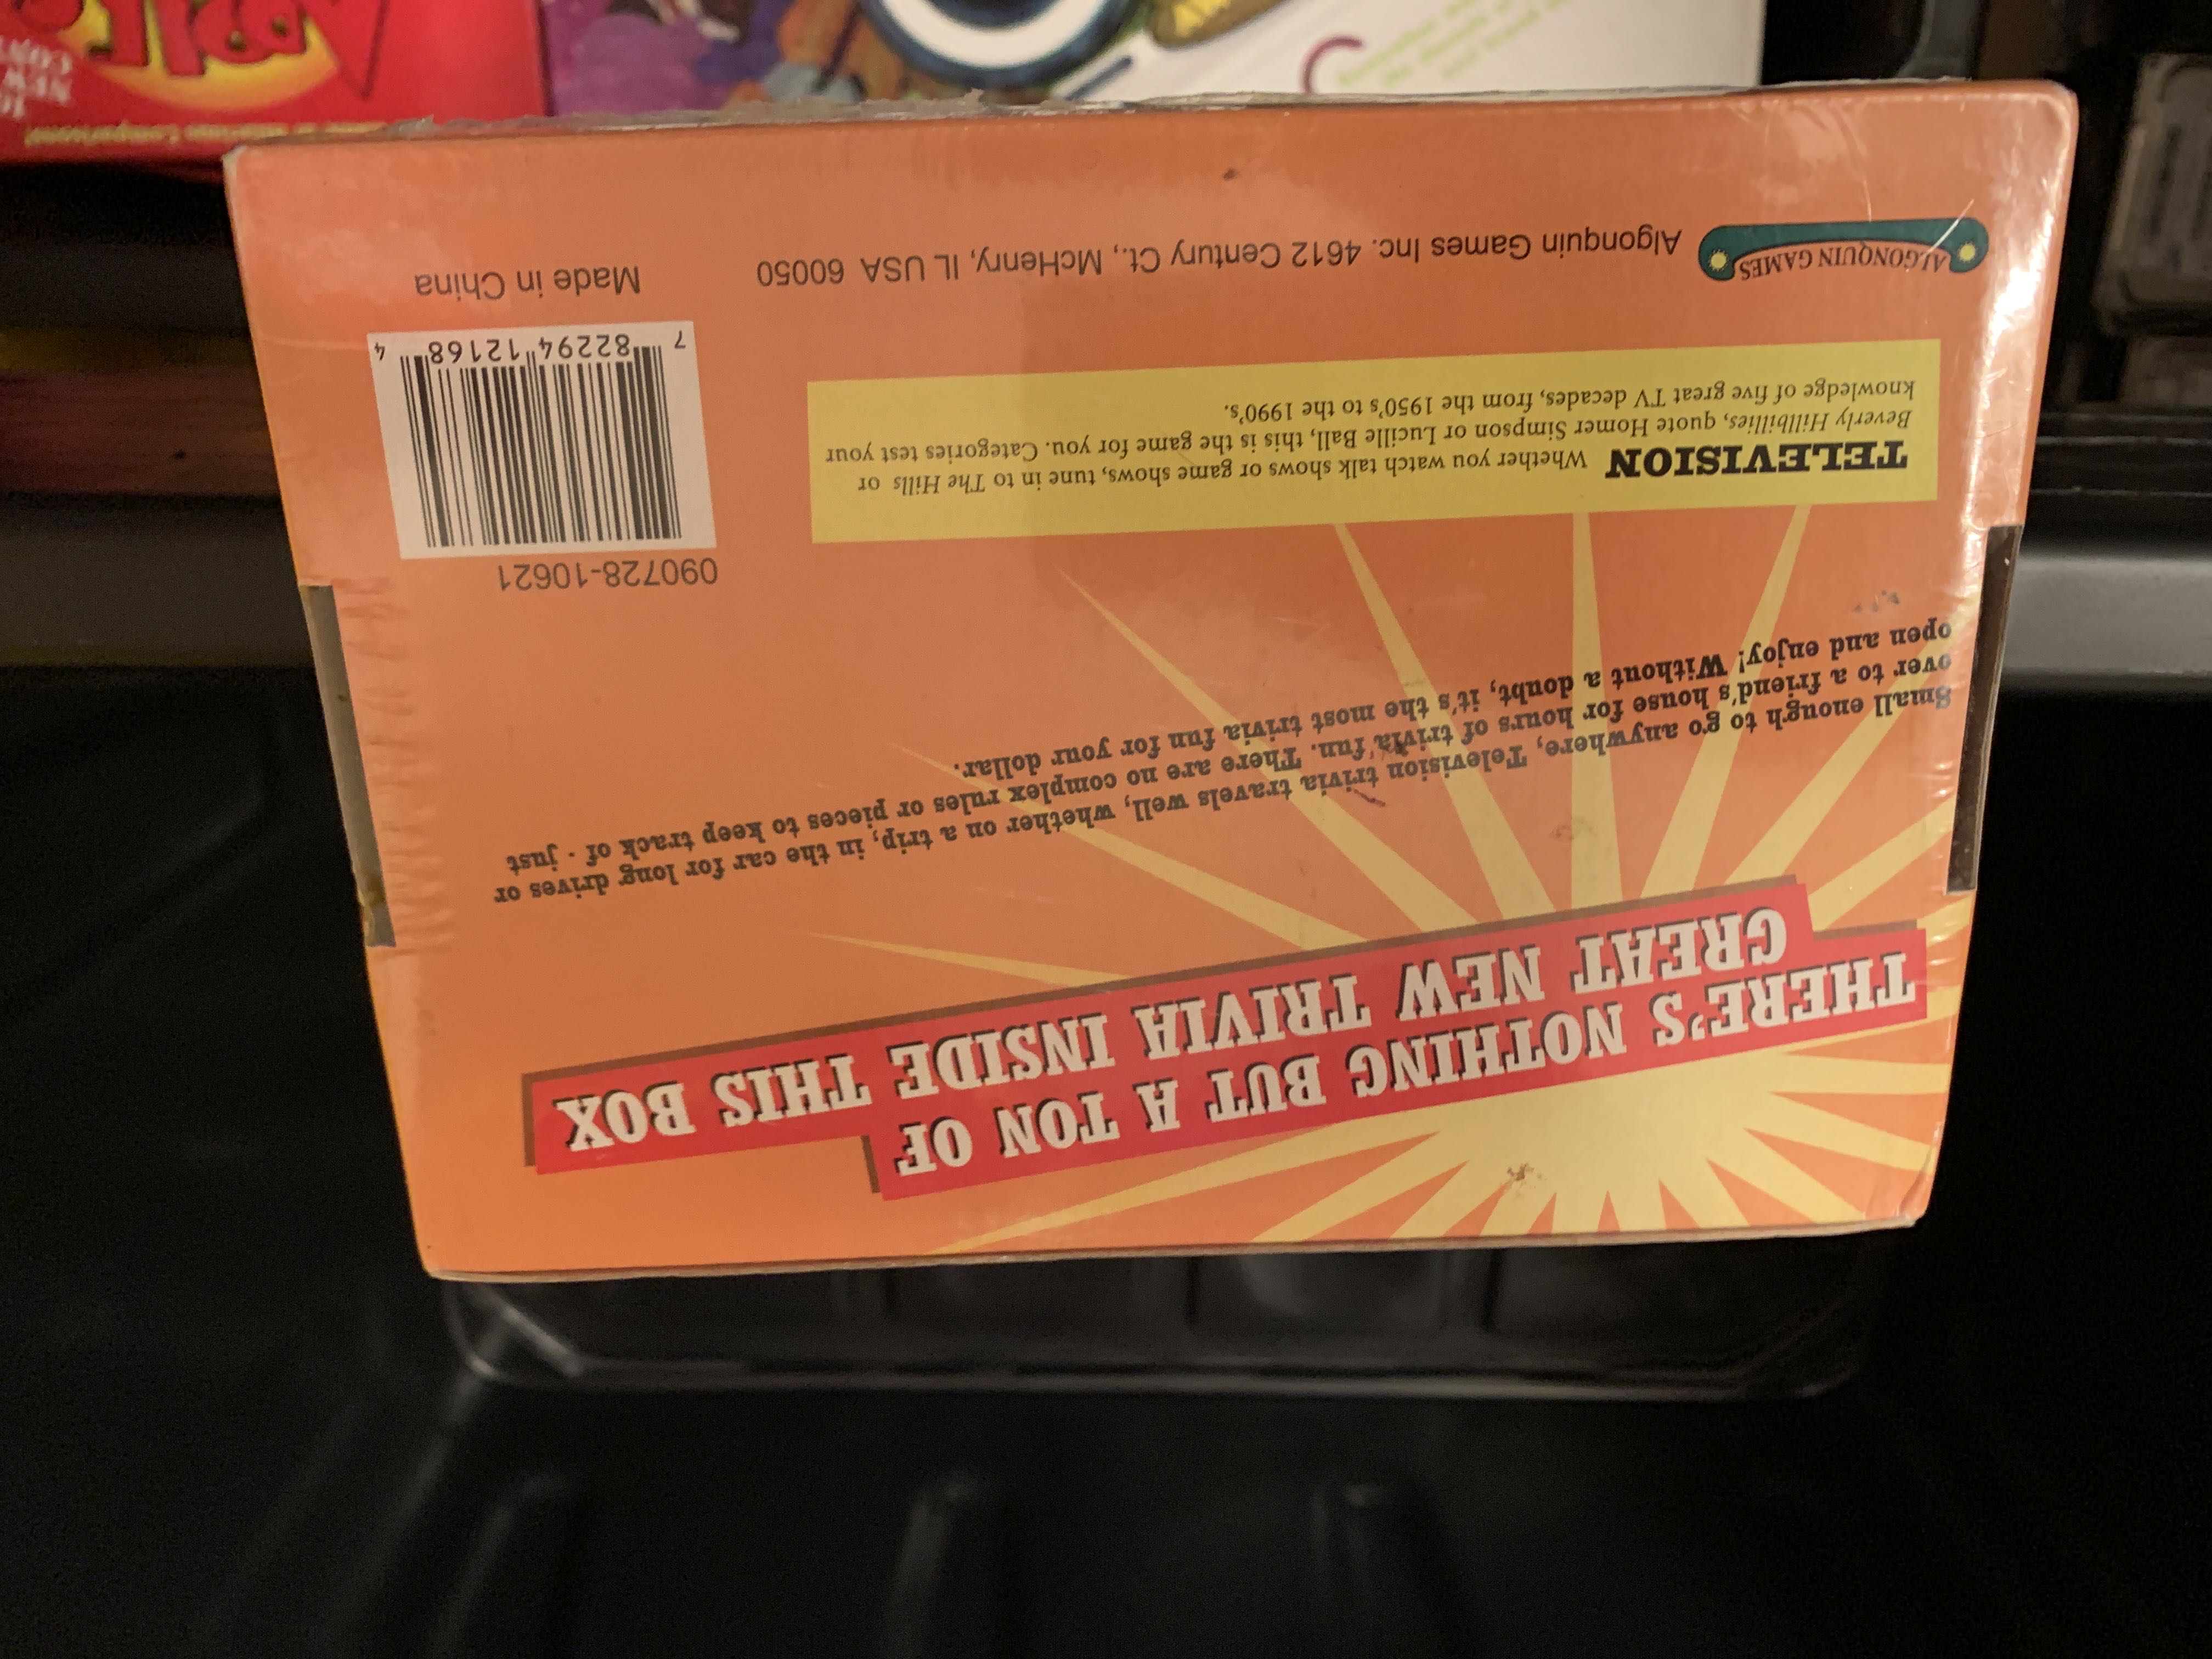 THERE'S NOTHING BUT A TON OF
GREAT NEW TRIVIA INSIDE THIS BOX
Small enough to go anywhere, Television trivia travels well, whether on a trip, in the car for long drives or
over to a friend's house for hours of trivia fun. There are no complex rules or pieces to keep track of . just
open and enjoy! Without a doubt, it's the most trivia fun for your dollar.
090728-10621
TELEVISION Whether you watch talk shows or game shows, tune in to The Hills or
Beverly Hillbillies, quote Homer Simpson or Lucille Ball, this is the game for you. Categories test your
knowledge of five great TV decades, from the 1950's to the 1990's.
7 82294 12168 4
ALGONQUIN GAMES
Algonquin Games Inc. 4612 Century Ct., McHenry, IL USA 60050
Made in China
NEW